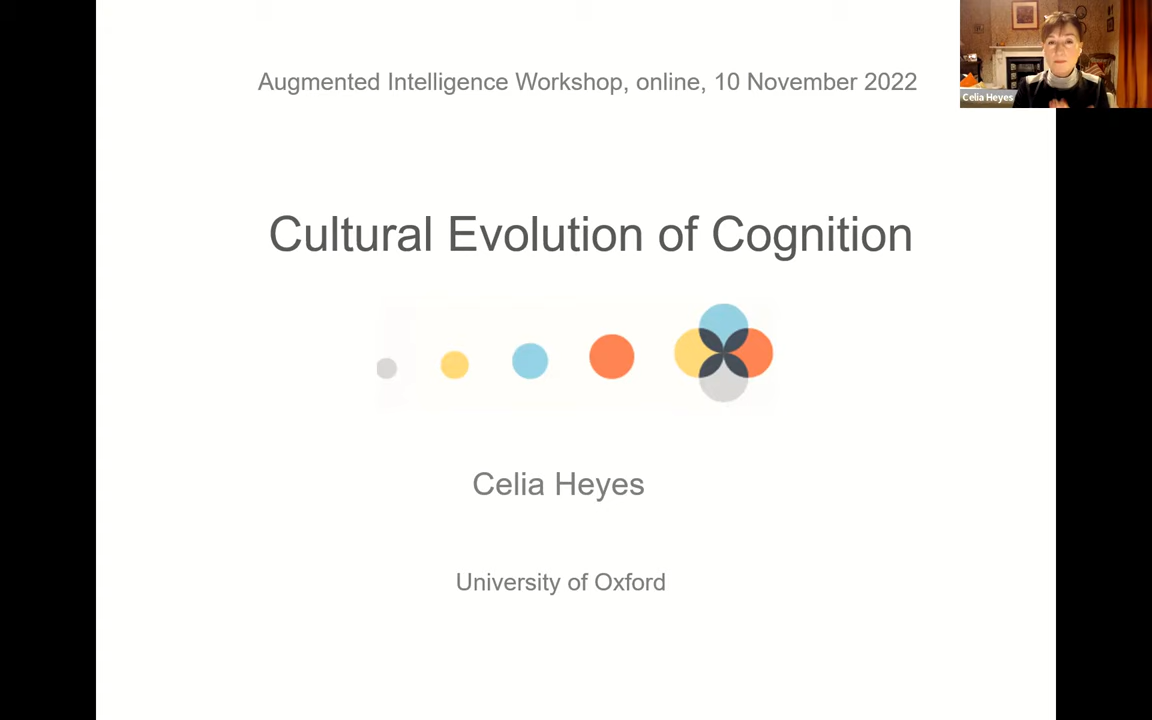 Augmented Intelligence Workshop, online, 10 November 2022
Celia Heyes
Cultural Evolution of Cognition
Celia Heyes
University of Oxford